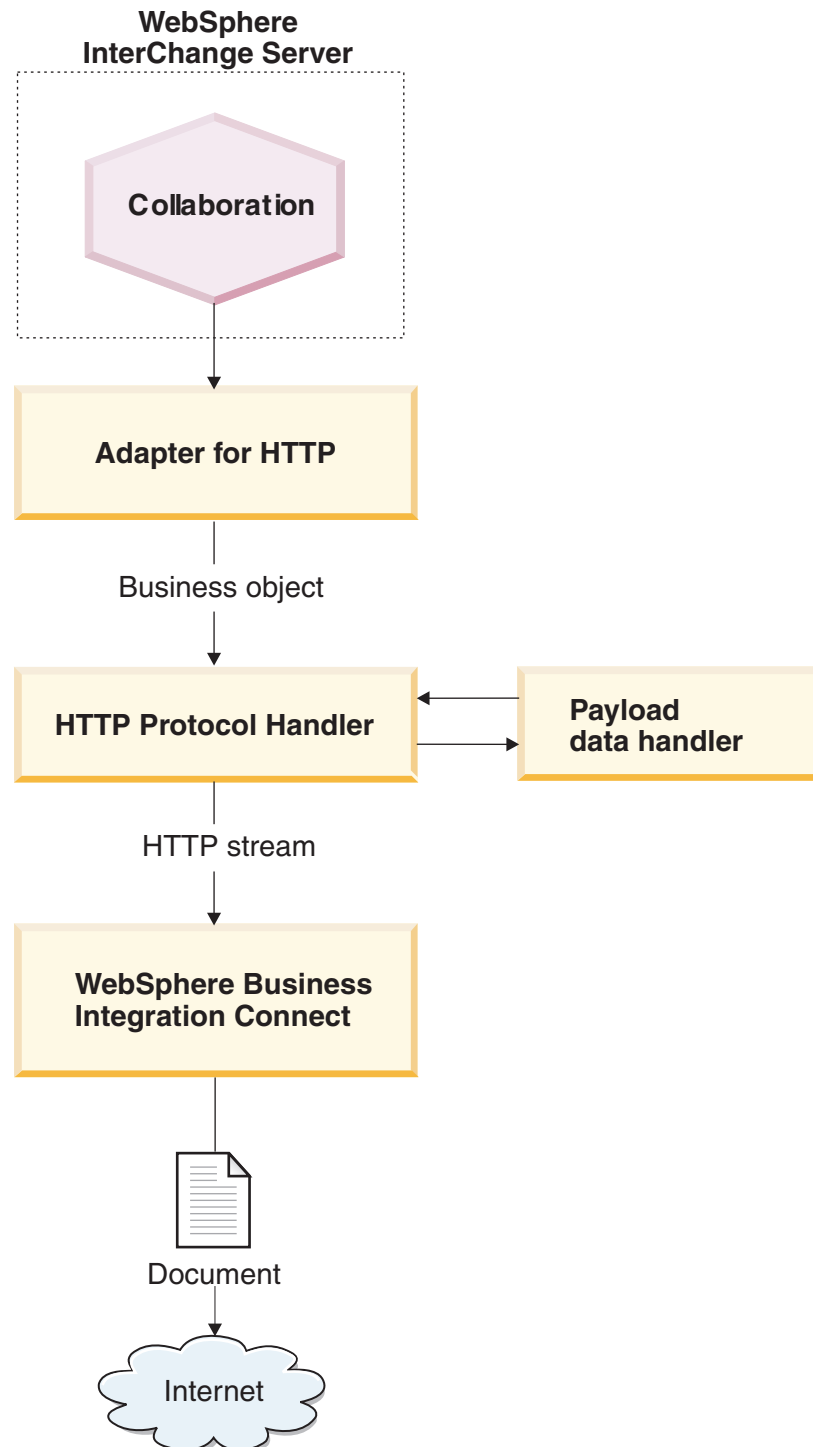 WebSphere
InterChange Server
Collaboration
Adapter for HTTP
Business object
HTTP Protocol Handler
Payload
data handler
HTTP stream
WebSphere Business
Integration Connect
Document
Internet